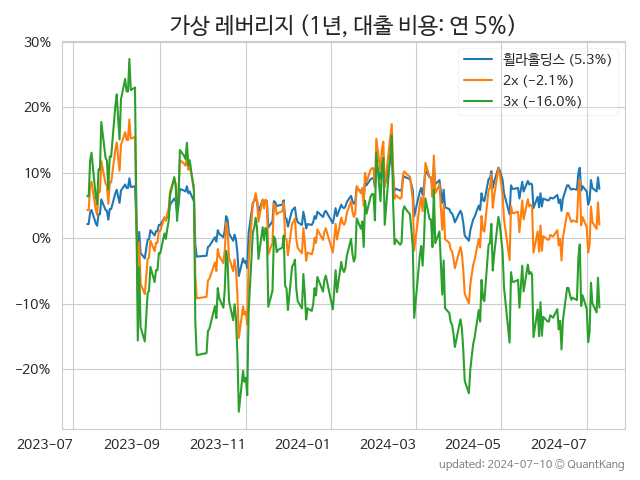 가상 레버리지 (1년, 대출 비용: 연 5%)
휠라홀딩스 (5.3%)
2x (−2.1%)
3x (−16.0%)
30%
20%
10%
0%
−10%
−20%
2023-07 2023-09 2023-11 2024-01 2024-03 2024-05 2024-07
updated: 2024-07-10 © QuantKang